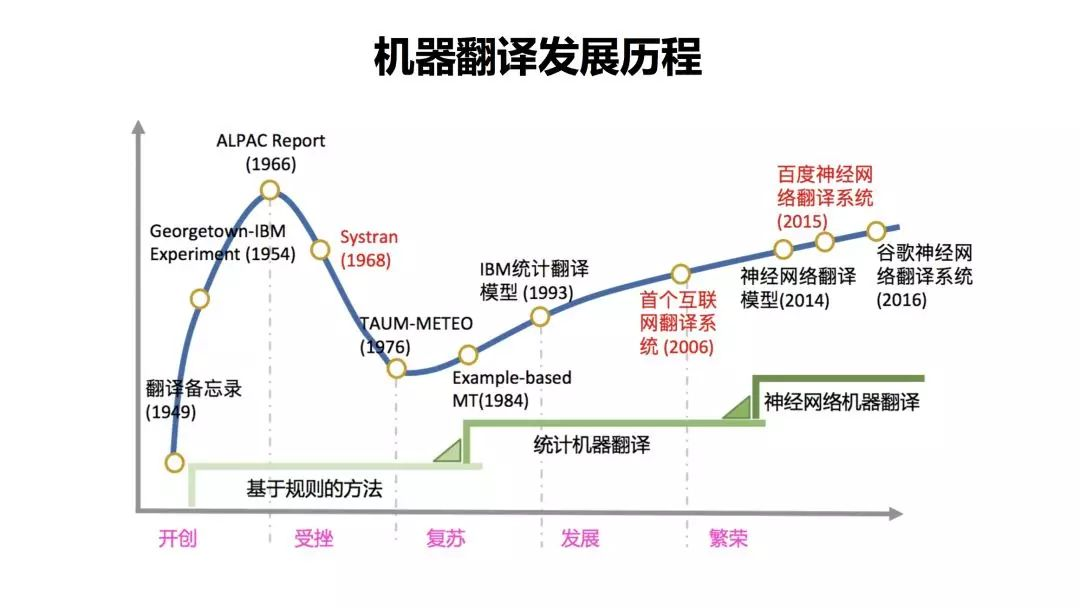 机器翻译发展历程
ALPAC Report
(1966)
Georgetown-IBM
Experiment (1954)
翻译备忘录
(1949)
Systran
(1968)
TAUM-METEO
(1976)
Example-based
MT(1984)
IBM统计翻译
模型 (1993)
首个互联
网翻译系
统 (2006)
神经网络翻译
模型(2014)
百度神经网
络翻译系统
(2015)
谷歌神经网
络翻译系统
(2016)
基于规则的方法
统计机器翻译
神经网络机器翻译
开创
受挫
复苏
发展
繁荣